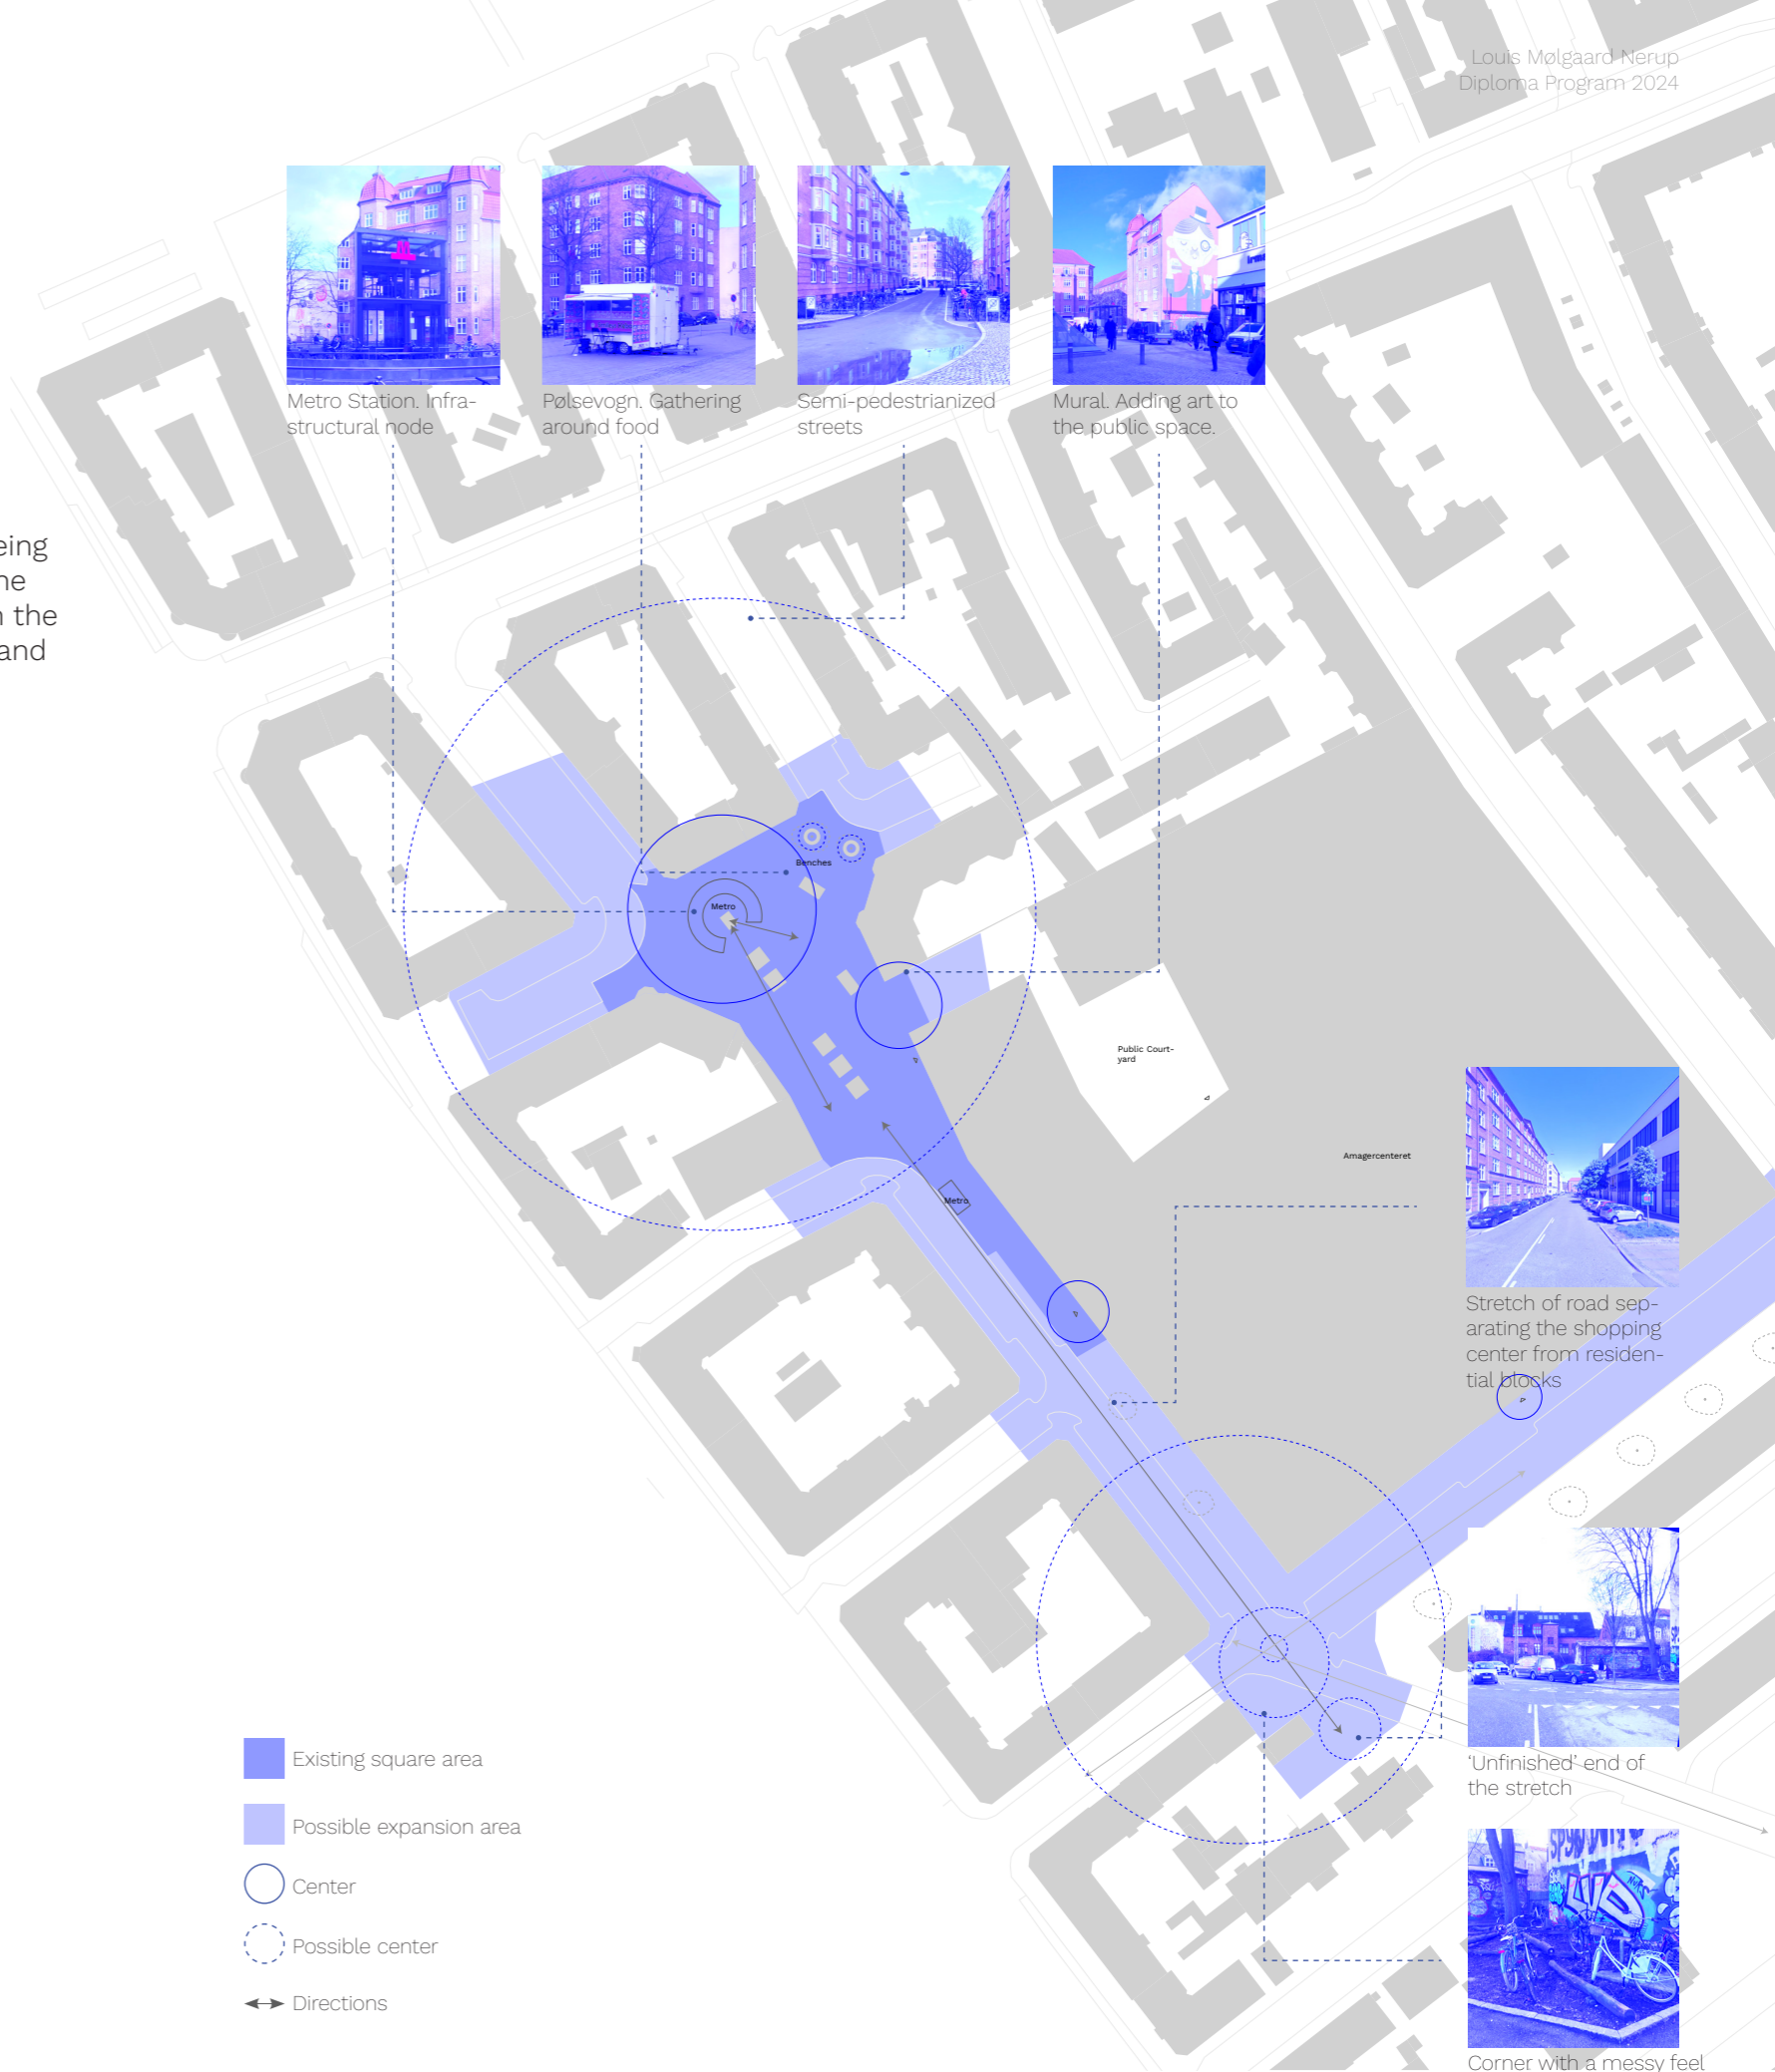 Louis Mølgaard Nerup
Diploma Program 2024
Metro Station. Infra-
structural node
Pølsevogn. Gathering
around food
Semi-pedestrianized
streets
Mural. Adding art to
the public space.
eing
ne
n the
and
Benches
Metro
Public Court-
yard
Amagercenteret
Metro
Stretch of road sep-
arating the shopping
center from residen-
tial blocks
'Unfinished' end of
the stretch
Existing square area
Possible expansion area
Center
Possible center
Directions
LUD
Corner with a messy feel